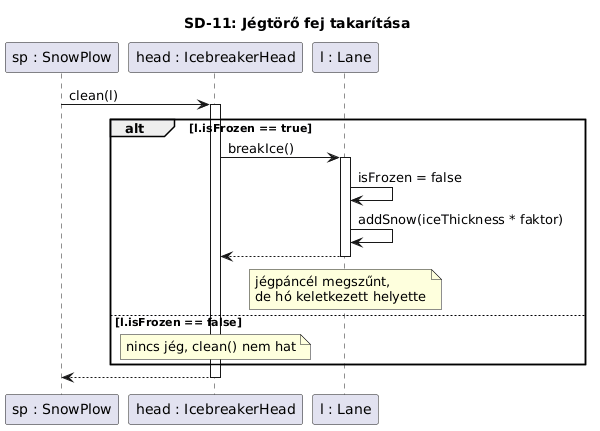 SD-11: Jégtörő fej takarítása
sp : SnowPlow
head : IcebreakerHead
l : Lane
clean(l)
alt
[l.isFrozen == true]
breakIce()
isFrozen = false
addSnow(iceThickness * faktor)
jégpáncél megszűnt,
de hó keletkezett helyette
[l.isFrozen == false]
nincs jég, clean() nem hat
sp : SnowPlow
head : IcebreakerHead
l : Lane